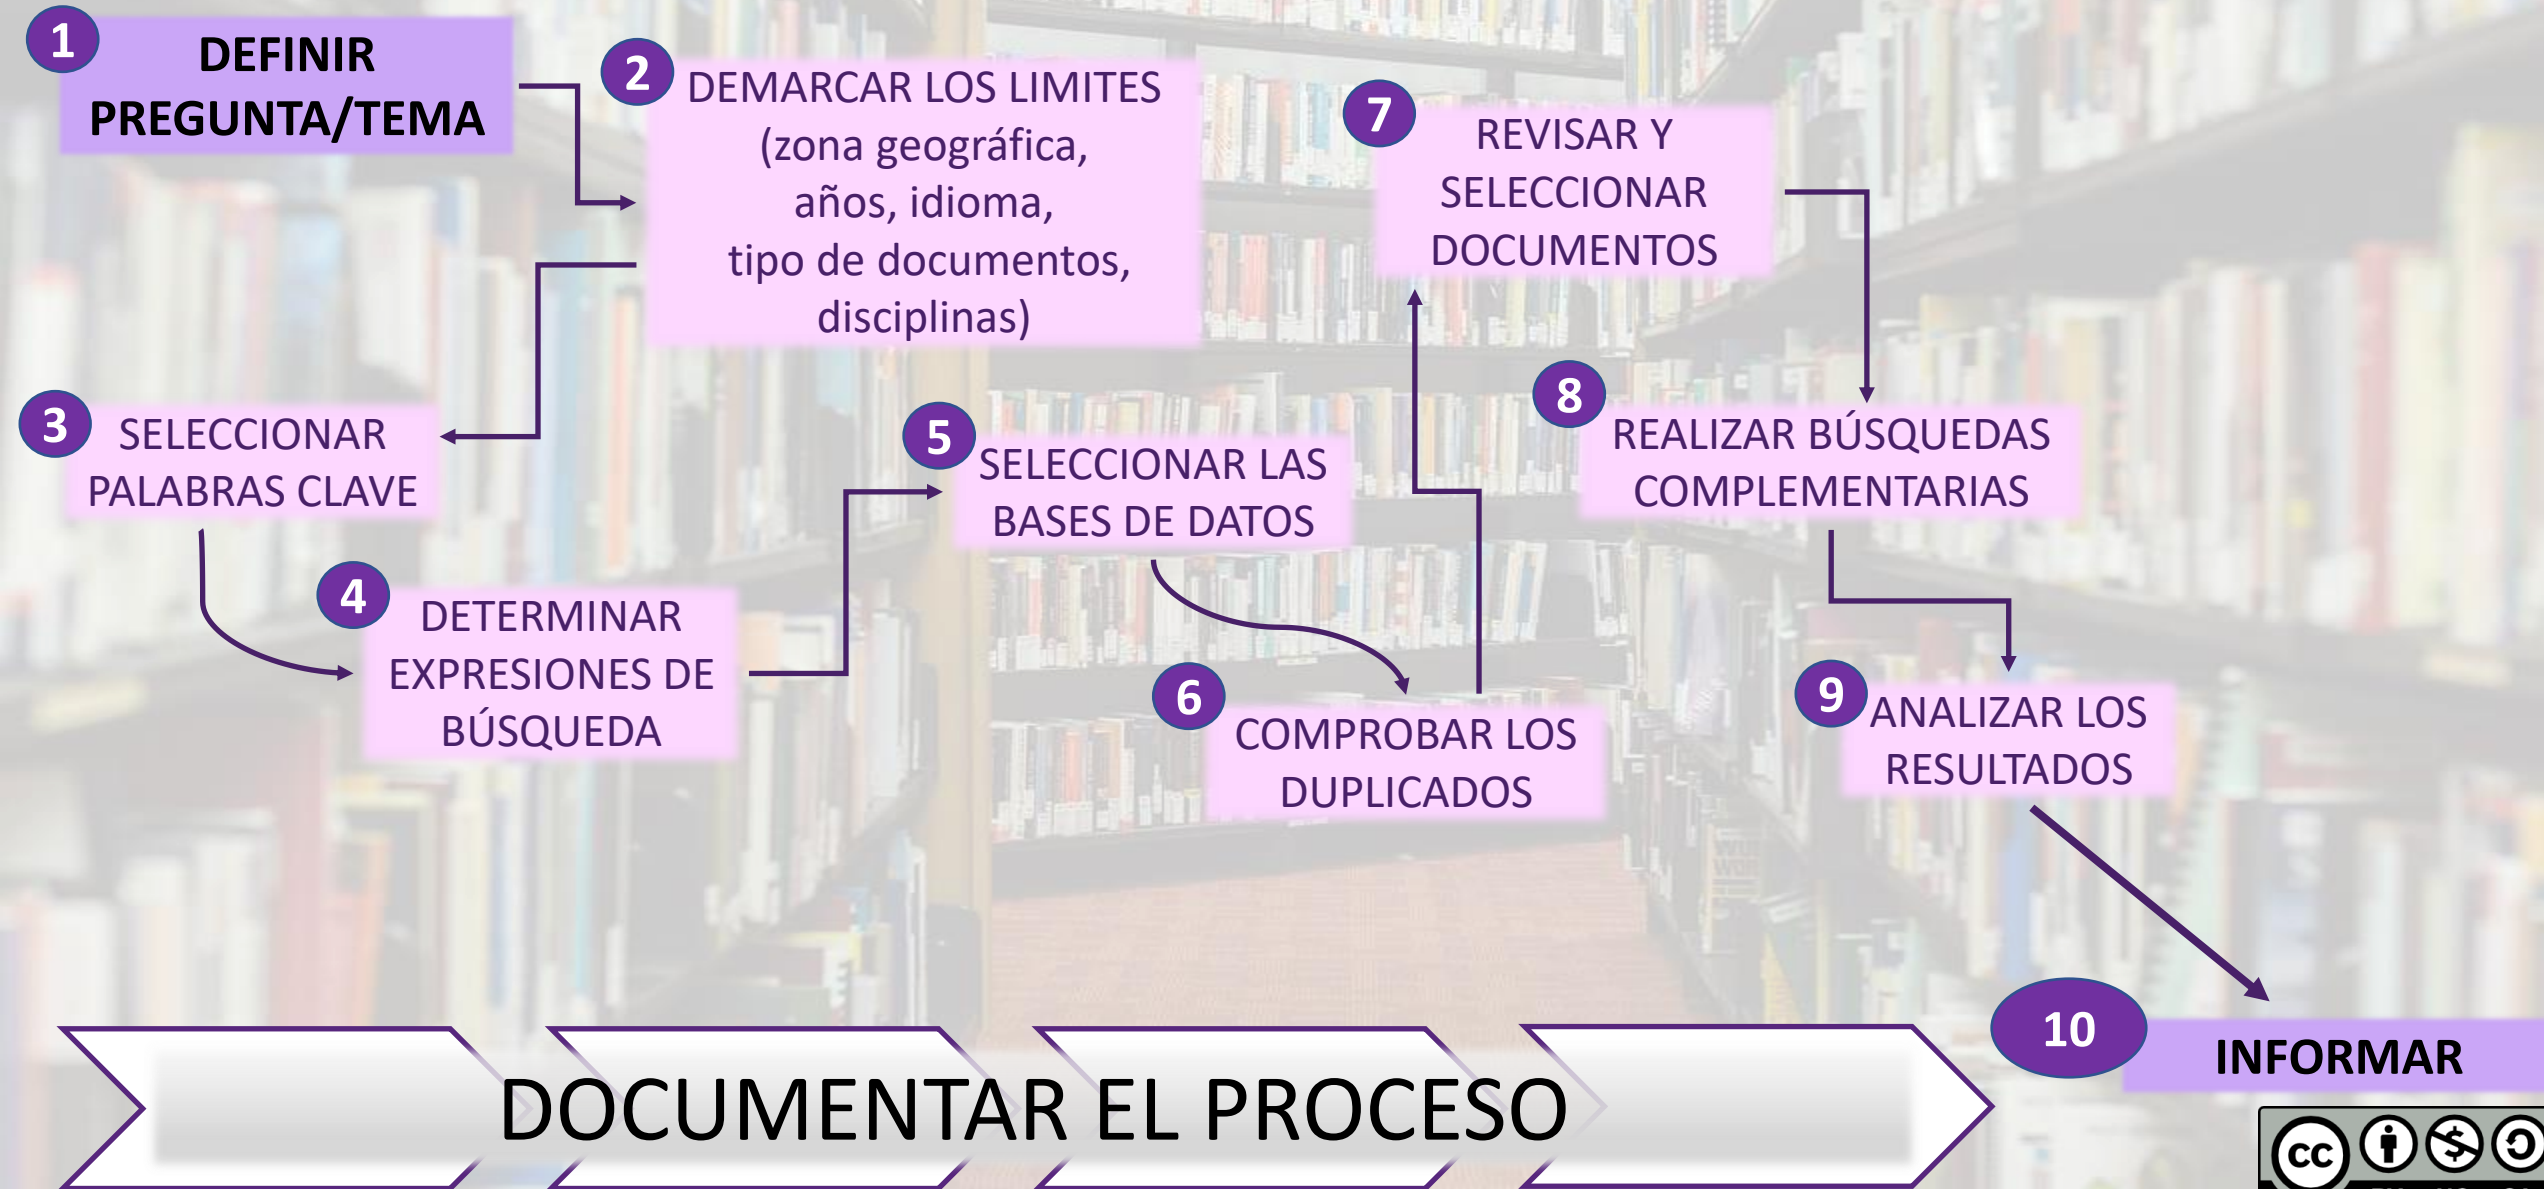 1
DEFINIR
PREGUNTA/TEMA
2
DEMARCAR LOS LIMITES
(zona geográfica,
años, idioma,
tipo de documentos,
disciplinas)
3
SELECCIONAR
PALABRAS CLAVE
4
DETERMINAR
EXPRESIONES DE
BÚSQUEDA
5
SELECCIONAR LAS
BASES DE DATOS
6
COMPROBAR LOS
DUPLICADOS
7
REVISAR Y
SELECCIONAR
DOCUMENTOS
8
REALIZAR BÚSQUEDAS
COMPLEMENTARIAS
9
ANALIZAR LOS
RESULTADOS
10
INFORMAR
DOCUMENTAR EL PROCESO
cc